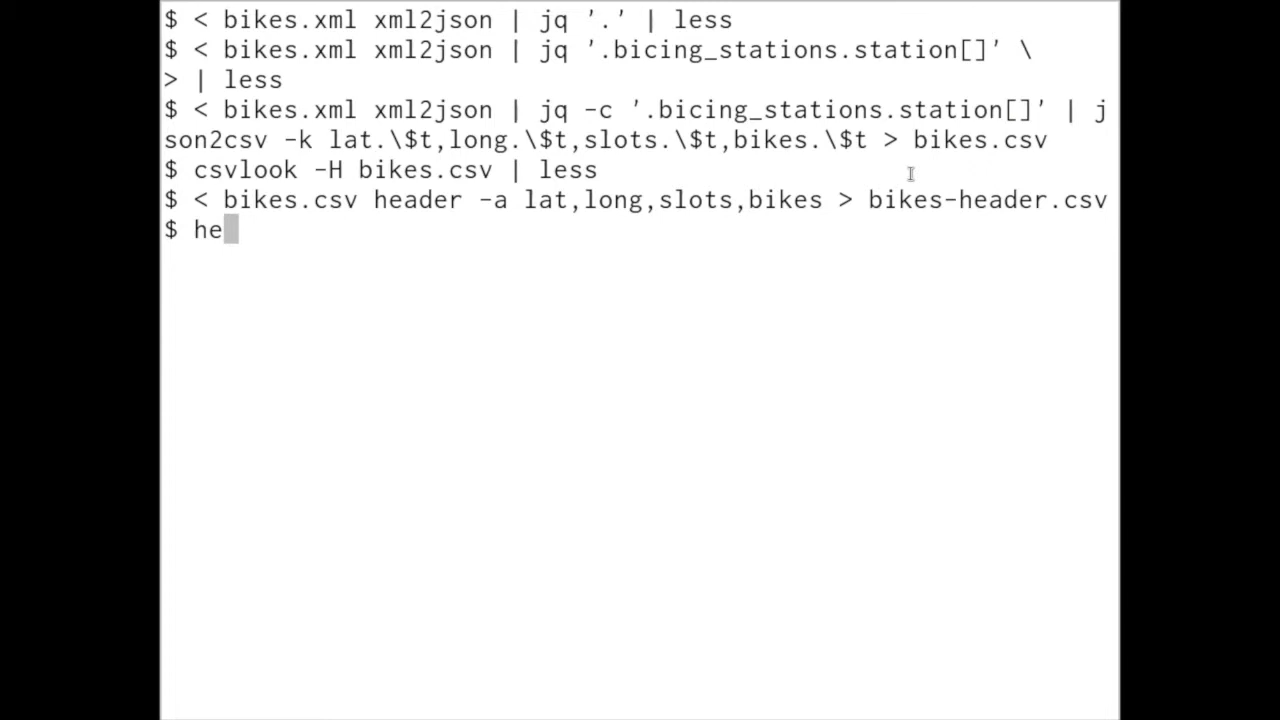 $ < bikes.xml xml2json | jq '.' | less
$ < bikes.xml xml2json | jq '.bicing_stations.station[]' \
> | less
$ < bikes.xml xml2json | jq -c '.bicing_stations.station[]' | j
son2csv -k lat.\$t,long.\$t,slots.\$t,bikes.\$t > bikes.csv
$ csvlook -H bikes.csv | less
$ < bikes.csv header -a lat,long,slots,bikes > bikes-header.csv
$ he